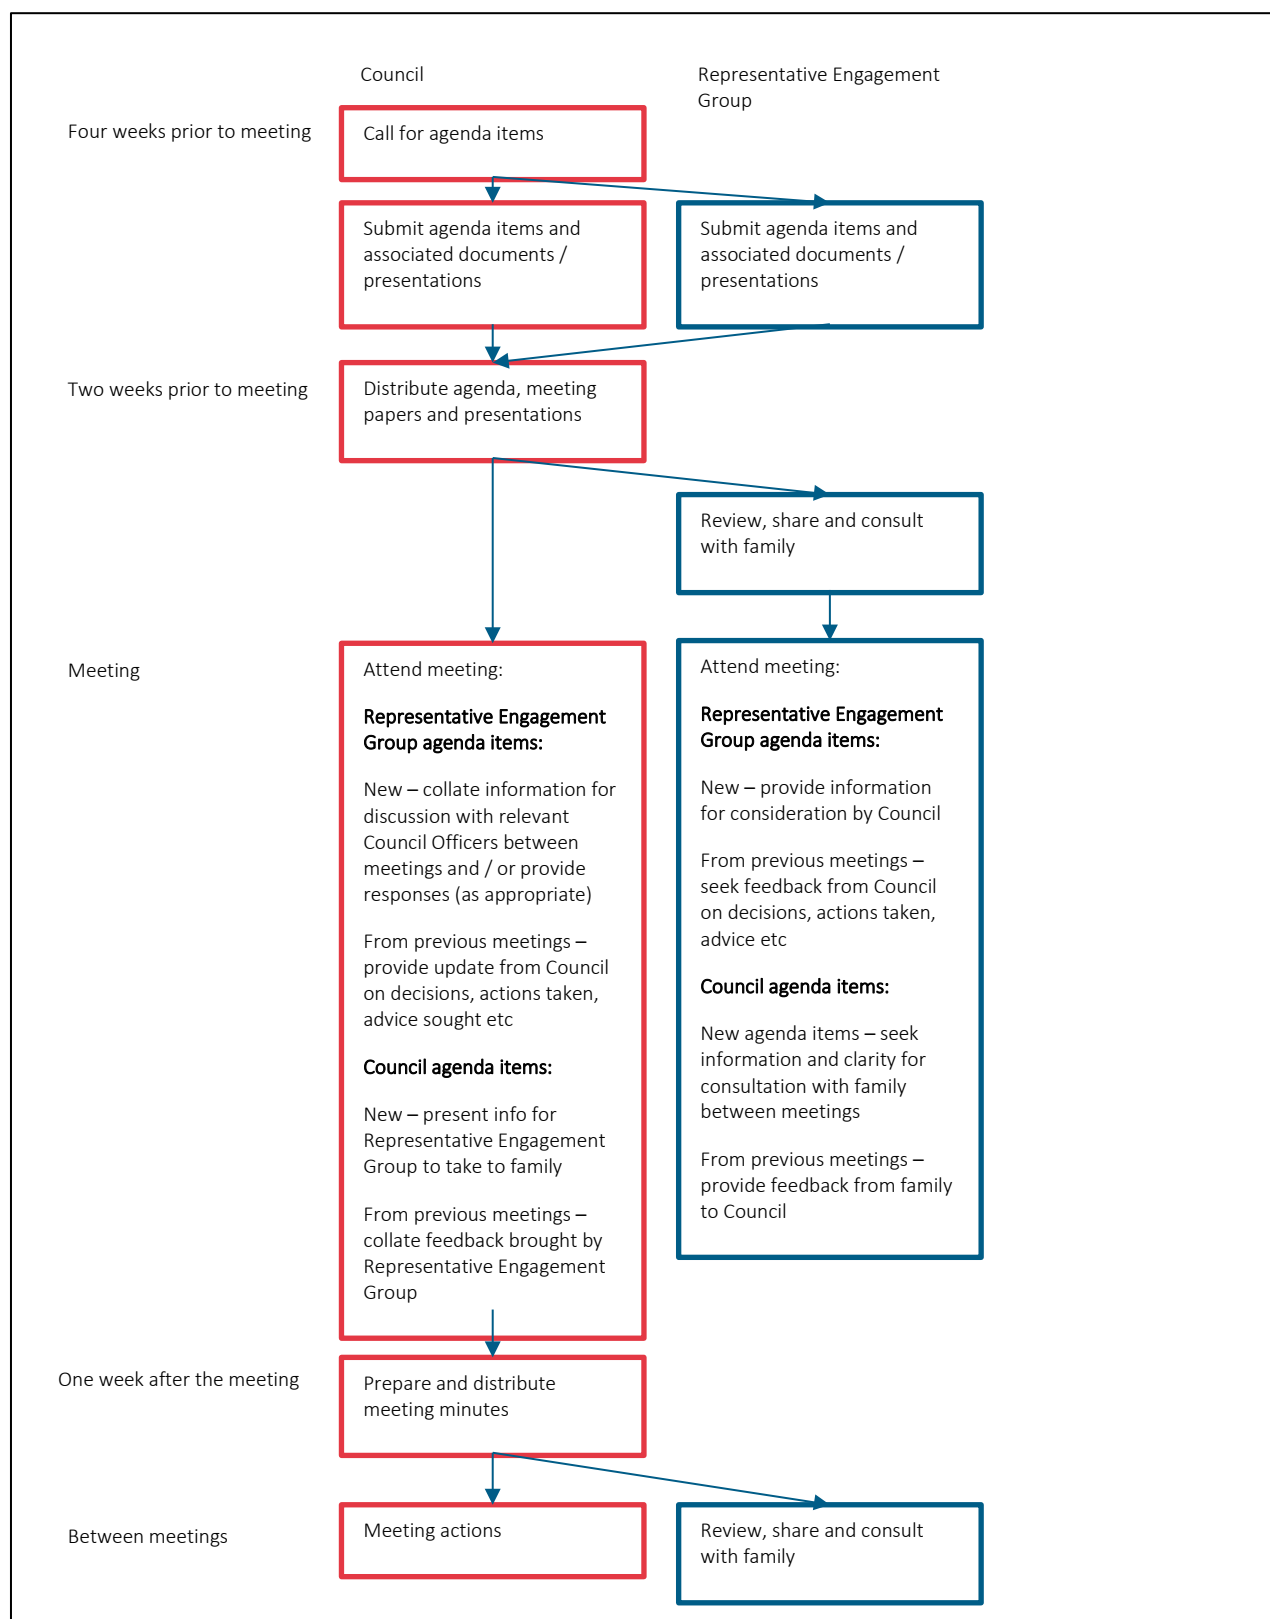 Council
Representative Engagement
Group
Four weeks prior to meeting
Call for agenda items
Submit agenda items and
associated documents /
presentations
Submit agenda items and
associated documents /
presentations
Two weeks prior to meeting
Distribute agenda, meeting
papers and presentations
Review, share and consult
with family
Meeting
Attend meeting:
Representative Engagement
Group agenda items:
New – collate information for
discussion with relevant
Council Officers between
meetings and / or provide
responses (as appropriate)
From previous meetings –
provide update from Council
on decisions, actions taken,
advice sought etc
Council agenda items:
New – present info for
Representative Engagement
Group to take to family
From previous meetings –
collate feedback brought by
Representative Engagement
Group
Attend meeting:
Representative Engagement
Group agenda items:
New – provide information
for consideration by Council
From previous meetings –
seek feedback from Council
on decisions, actions taken,
advice etc
Council agenda items:
New agenda items – seek
information and clarity for
consultation with family
between meetings
From previous meetings –
provide feedback from family
to Council
One week after the meeting
Prepare and distribute
meeting minutes
Between meetings
Meeting actions
Review, share and consult
with family